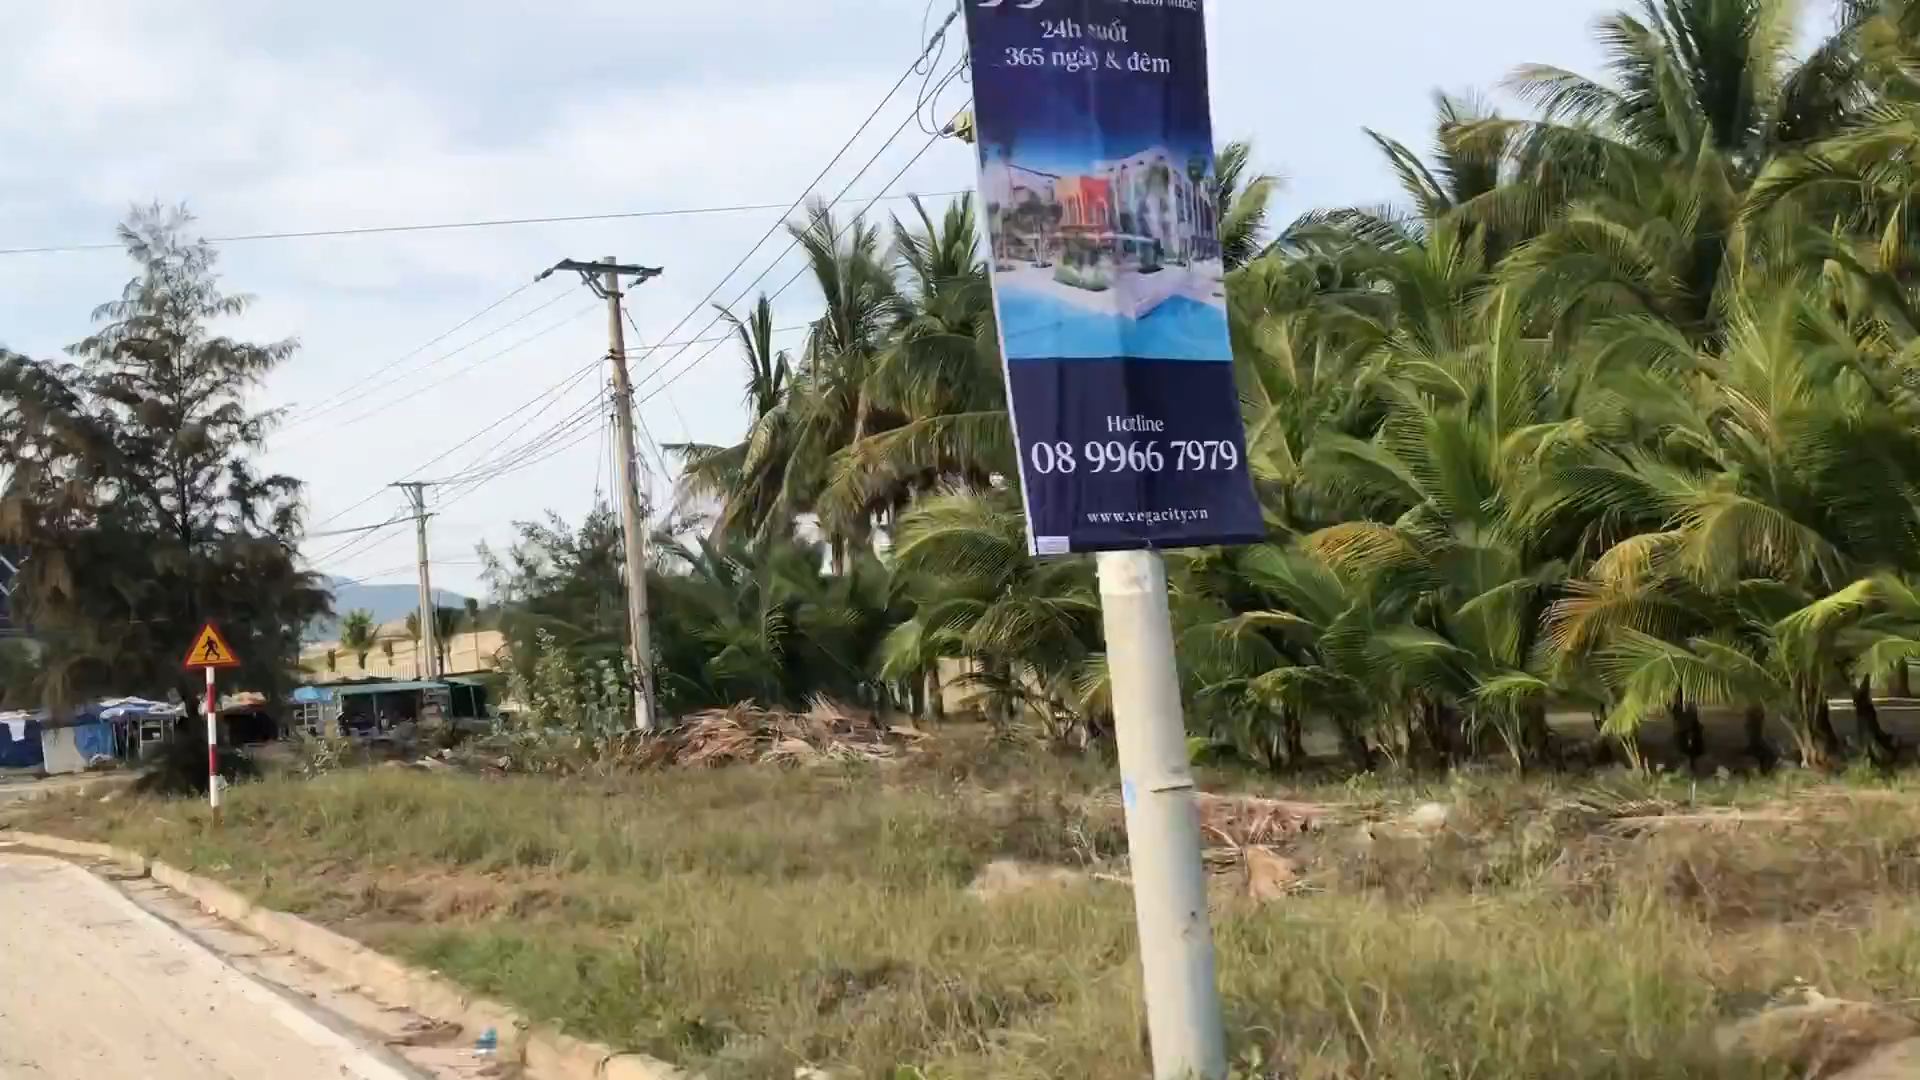 24h suốt
365 ngày & đêm
Hotline
08 9966 7979
www.vegacity.vn